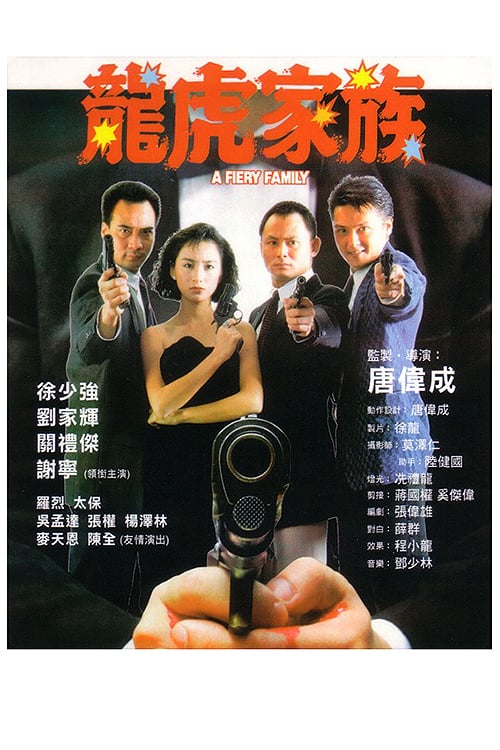 龍虎家族
A FIERY FAMILY
徐少強
劉家輝
關禮傑
謝寧 (領銜主演)
羅烈 太保
吳孟達 張權 楊澤林
麥天恩 陳全 (友情演出)
監製・導演：
唐偉成
動作設計：唐偉成
製片：徐龍
攝影師：莫澤仁
助手：陸健國
燈光：冼禮龍
剪接：蔣國權 奚傑偉
編劇：張偉雄
對白：薛群
效果：程小龍
音樂：鄧少林